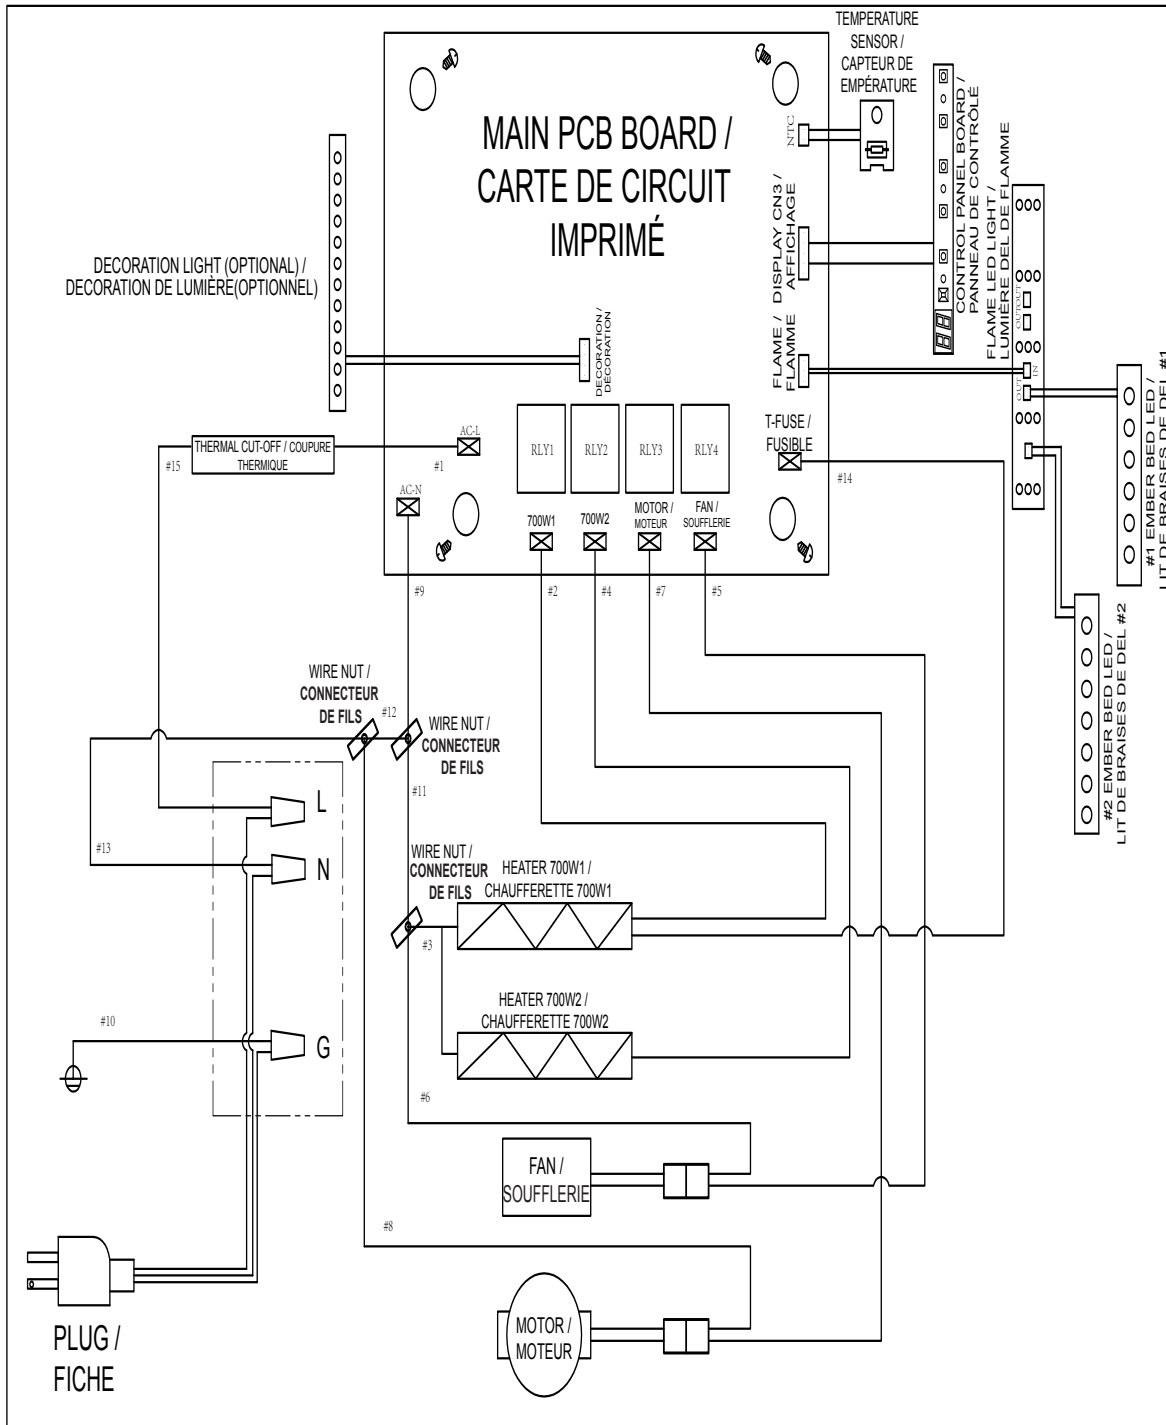 TEMPERATURE
SENSOR /
CAPTEUR DE
EMPÉRATURE
MAIN PCB BOARD /
CARTE DE CIRCUIT
IMPRIMÉ
NTC
CONTROL PANEL BOARD /
PANNEAU DE CONTRÔLÉ
DISPLAY CN3 /
AFFICHAGE
FLAME LED LIGHT /
LUMIÈRE DEL DE FLAMME
DECORATION LIGHT (OPTIONAL) /
DECORATION DE LUMIÈRE(OPTIONNEL)
DECORATION /
DÉCORATION
FLAME /
FLAMME
OUT
OUT
IN
OUT
88
#1 EMBER BED LED /
LIT DE BRAISES DE DEL #1
#2 EMBER BED LED /
LIT DE BRAISES DE DEL #2
T-FUSE /
FUSIBLE
#14
AC-L
THERMAL CUT-OFF / COUPURE
THERMIQUE
#15
#1
RLY1
RLY2
RLY3
RLY4
AC-N
700W1
700W2
MOTOR /
MOTEUR
FAN /
SOUFFLERIE
#9
#2
#4
#7
#5
WIRE NUT /
CONNECTEUR
DE FILS
#12
WIRE NUT /
CONNECTEUR
DE FILS
#11
L
N
#13
WIRE NUT /
CONNECTEUR
DE FILS
HEATER 700W1 /
CHAUFFERETTE 700W1
#3
HEATER 700W2 /
CHAUFFERETTE 700W2
#10
G
#6
FAN /
SOUFFLERIE
#8
MOTOR /
MOTEUR
PLUG /
FICHE